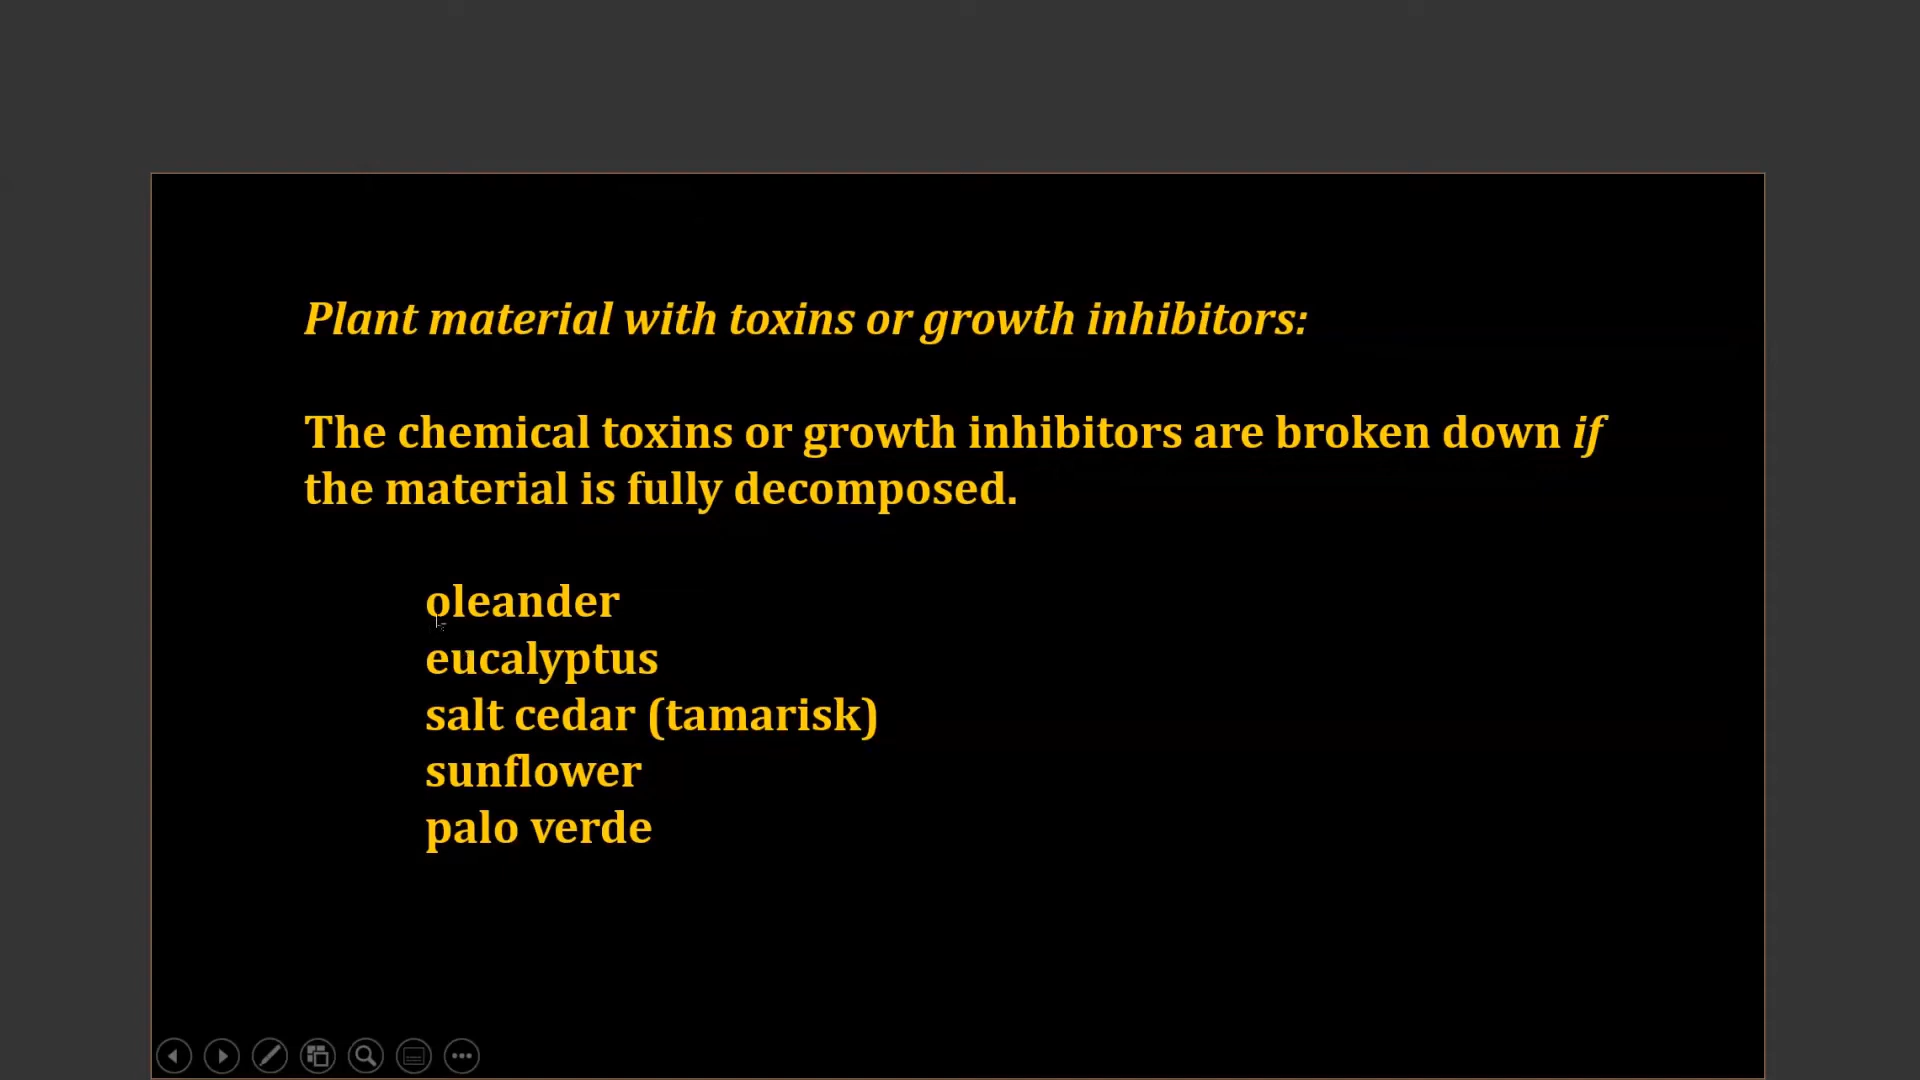 Plant material with toxins or growth inhibitors:
The chemical toxins or growth inhibitors are broken down if
the material is fully decomposed.
oleander
eucalyptus
salt cedar (tamarisk)
sunflower
palo verde